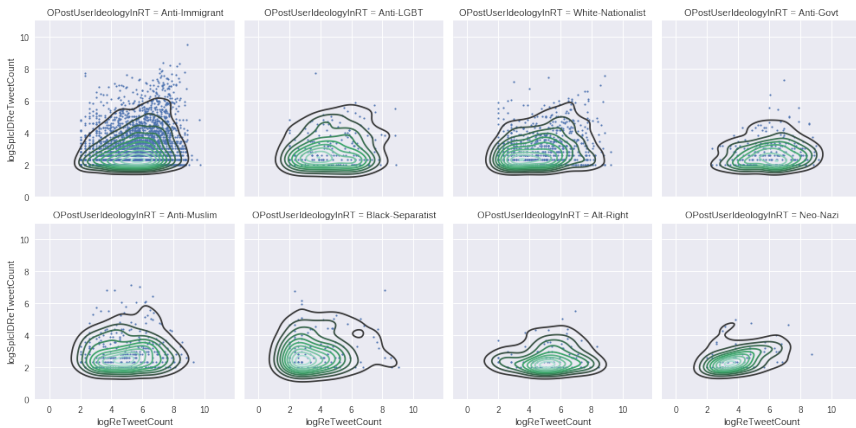 OPostUserIdeologyInRT = Anti-Immigrant
OPostUserIdeologyInRT = Anti-LGBT
OPostUserIdeologyInRT = White-Nationalist
OPostUserIdeologyInRT = Anti-Govt
10
8
6
4
2
0
logSplcIDReTweetCount
OPostUserIdeologyInRT = Anti-Muslim
OPostUserIdeologyInRT = Black-Separatist
OPostUserIdeologyInRT = Alt-Right
OPostUserIdeologyInRT = Neo-Nazi
10
8
6
4
2
0
logSplcIDReTweetCount
0 2 4 6 8 10
0 2 4 6 8 10
0 2 4 6 8 10
0 2 4 6 8 10
logReTweetCount
logReTweetCount
logReTweetCount
logReTweetCount